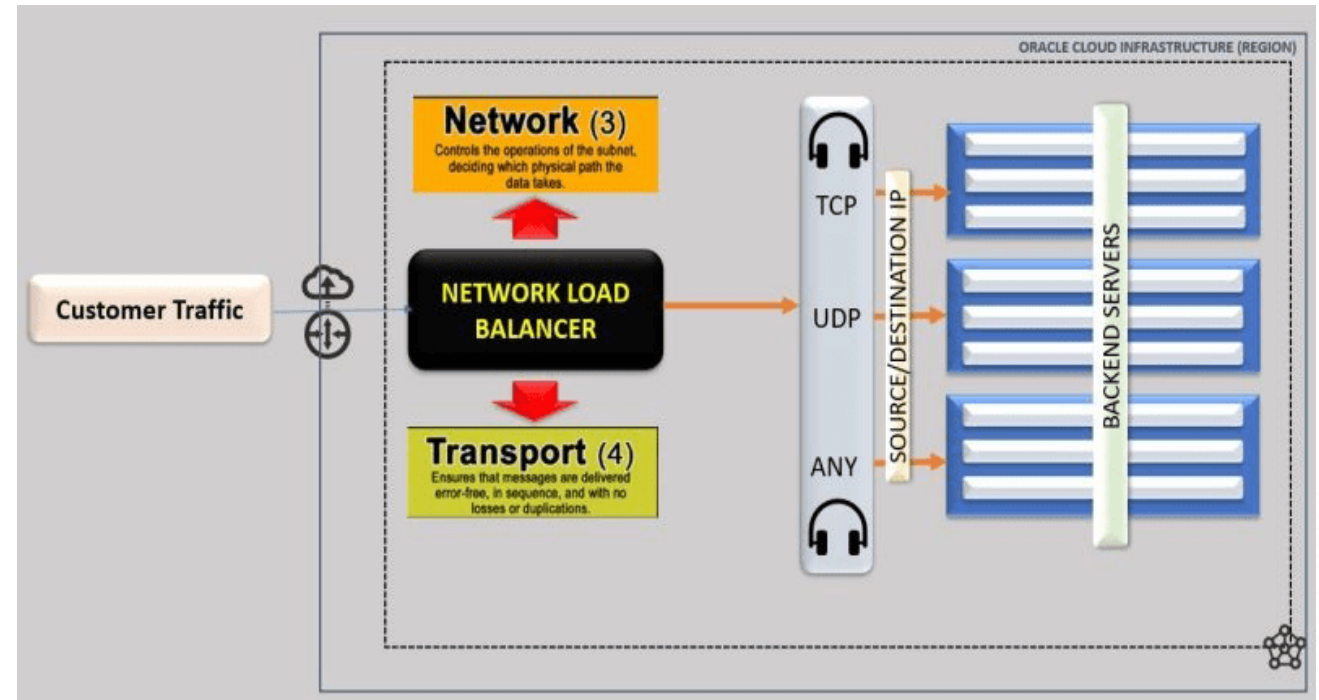 ORACLE CLOUD INFRASTRUCTURE (REGION)
Network (3)
Controls the operations of the subnet,
deciding which physical path the
data takes.
Customer Traffic
NETWORK LOAD
BALANCER
Transport (4)
Ensures that messages are delivered
error-free, in sequence, and with no
losses or duplications.
TCP
UDP
ANY
SOURCE/DESTINATION IP
BACKEND SERVERS